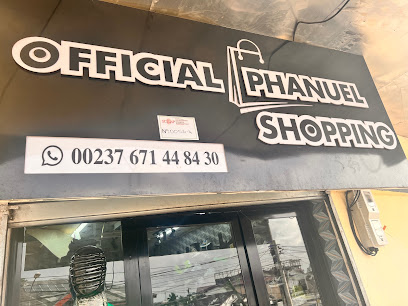 OFFICIAL PHANUEL
SHOPPING
00237 671 44 84 30